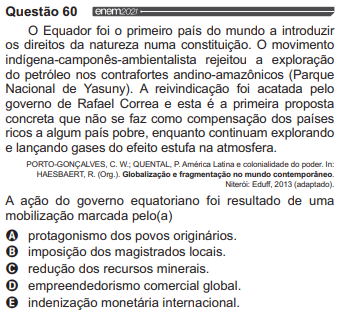 Questão 60 enem2021
O Equador foi o primeiro país do mundo a introduzir
os direitos da natureza numa constituição. O movimento
indígena-camponês-ambientalista rejeitou a exploração
do petróleo nos contrafortes andino-amazônicos (Parque
Nacional de Yasuny). A reivindicação foi acatada pelo
governo de Rafael Correa e esta é a primeira proposta
concreta que não se faz como compensação dos países
ricos a algum país pobre, enquanto continuam explorando
e lançando gases do efeito estufa na atmosfera.
PORTO-GONÇALVES, C. W.; QUENTAL, P. América Latina e colonialidade do poder. In:
HAESBAERT, R. (Org.). Globalização e fragmentação no mundo contemporâneo.
Niterói: Eduff, 2013 (adaptado).
A ação do governo equatoriano foi resultado de uma
mobilização marcada pelo(a)
A protagonismo dos povos originários.
B imposição dos magistrados locais.
C redução dos recursos minerais.
D empreendedorismo comercial global.
E indenização monetária internacional.